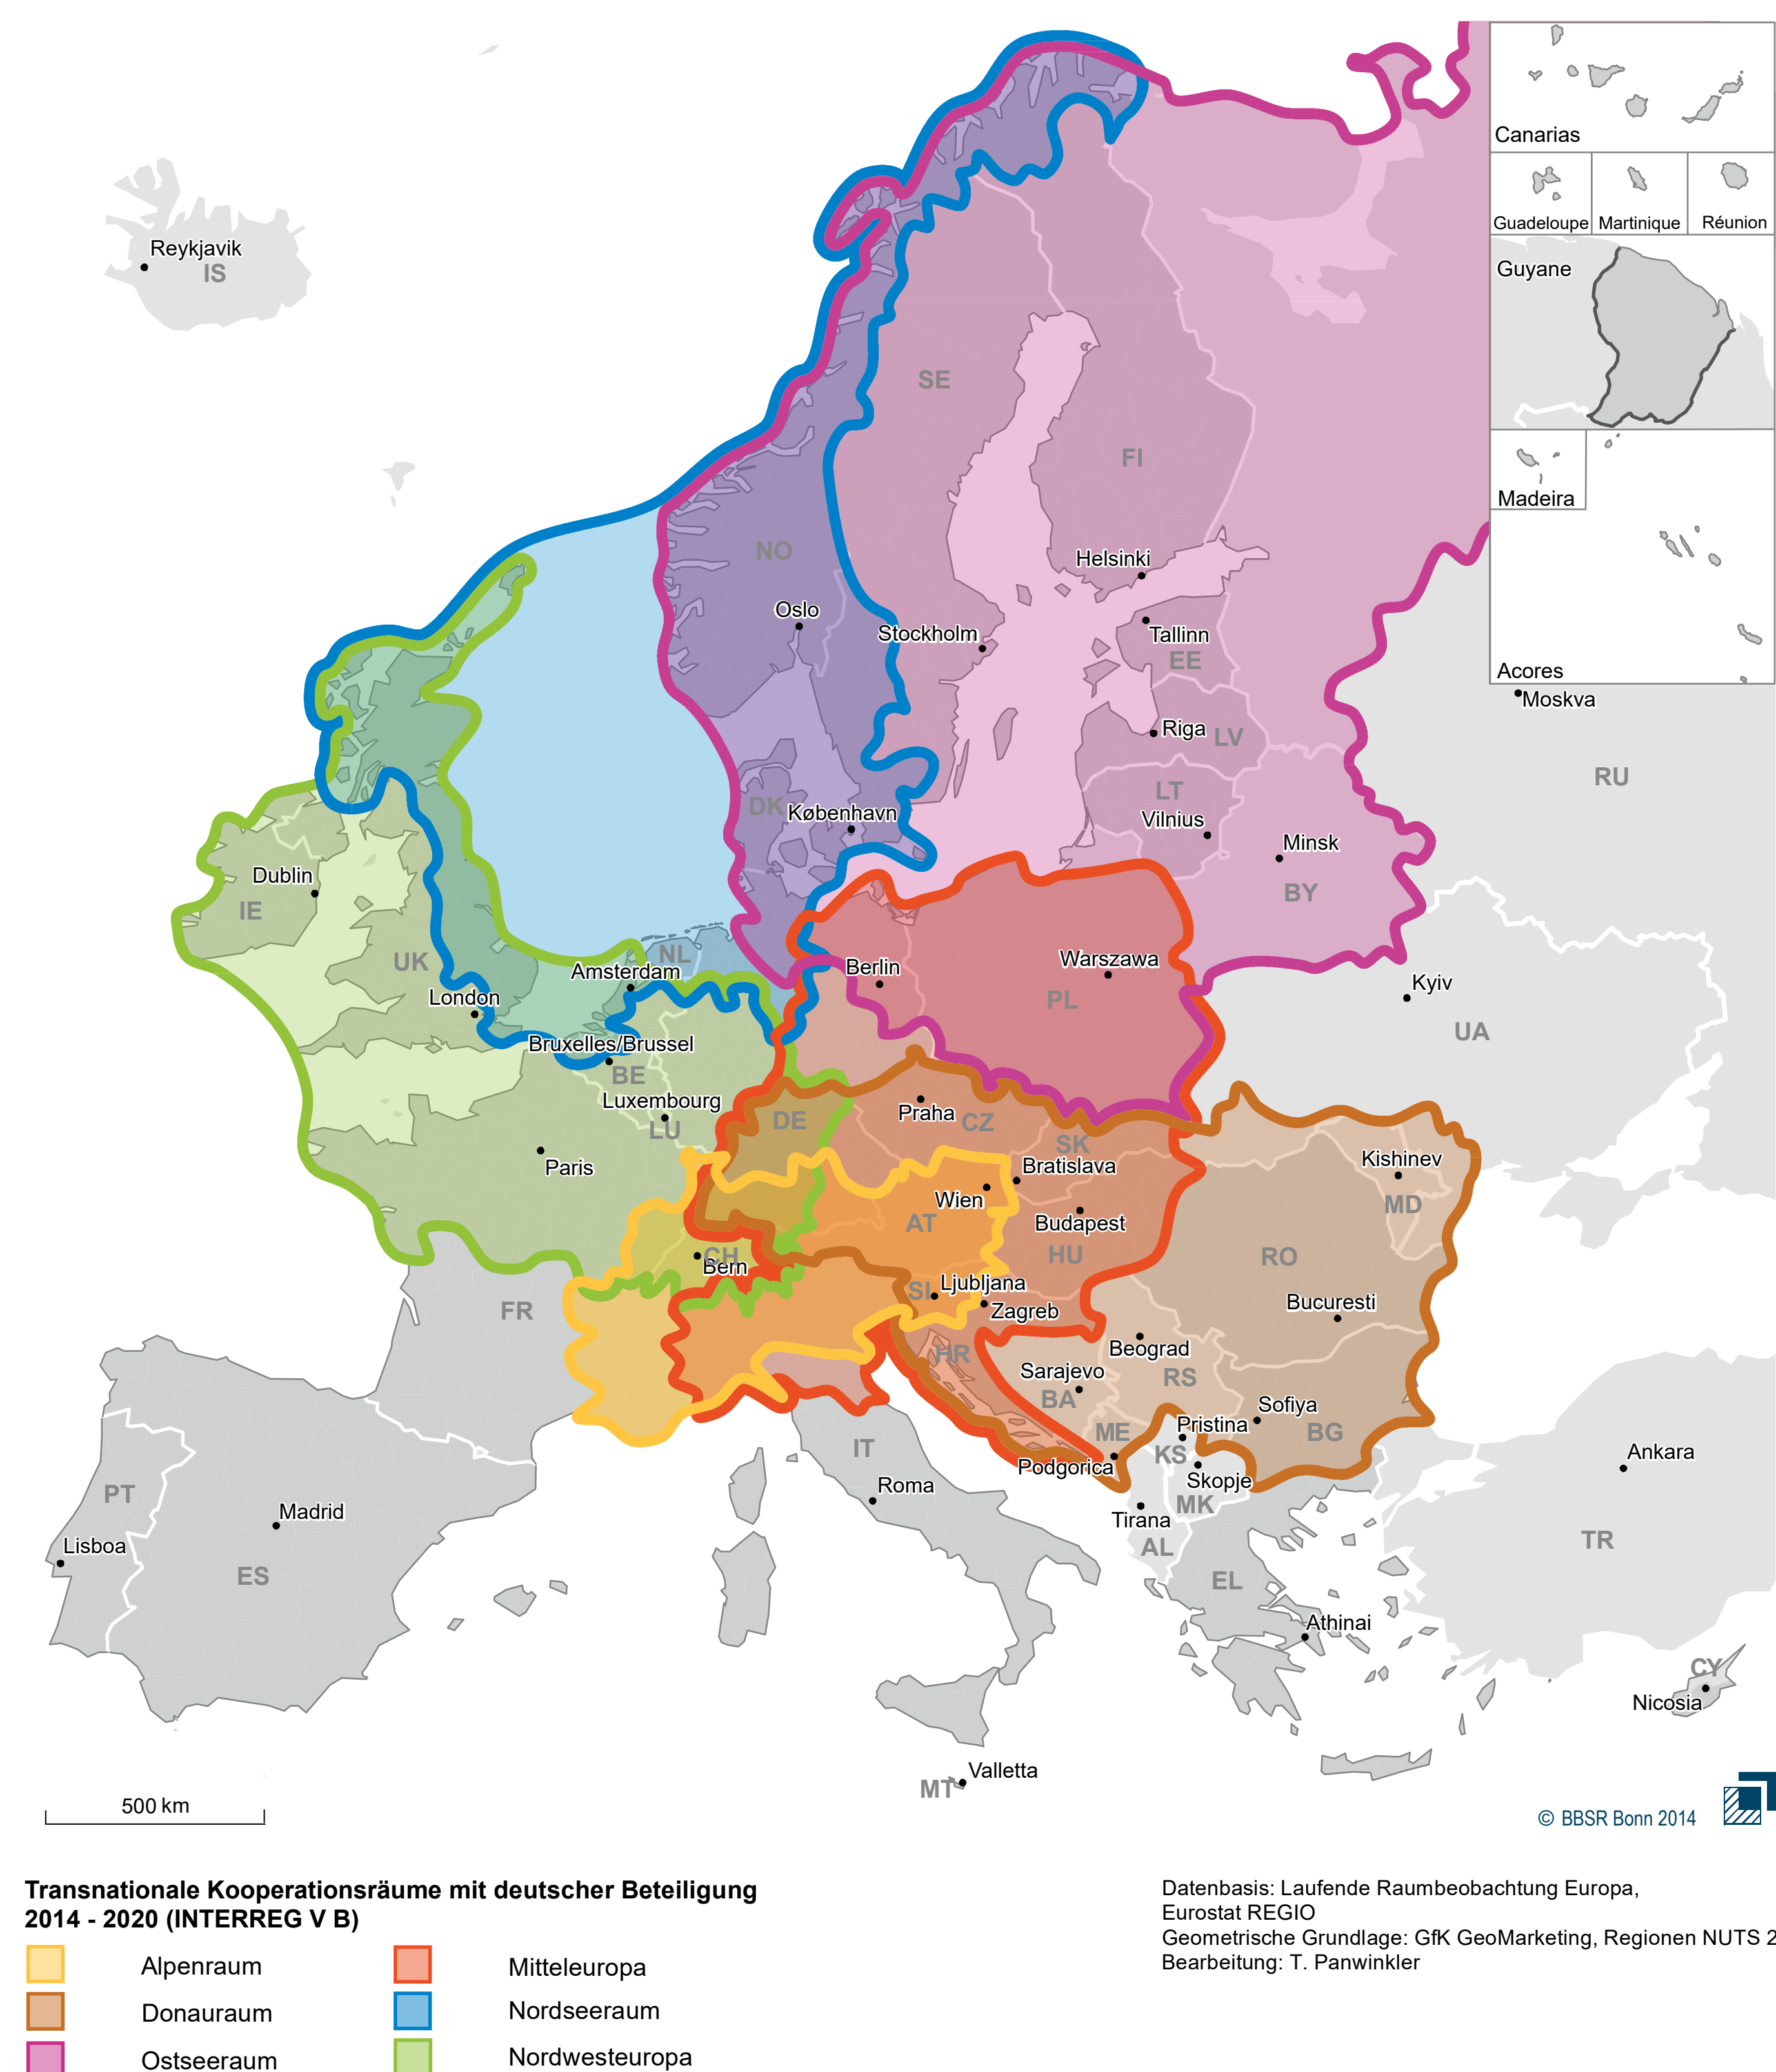 Canarias
Guadeloupe
Martinique
Réunion
Guyane
Madeira
Acores
Reykjavik
IS
SE
FI
NO
Helsinki
Oslo
Stockholm
Tallinn
EE
Moskva
Riga
LV
RU
LT
DK
København
Vilnius
Minsk
BY
Dublin
IE
UK
NL
Amsterdam
Berlin
Warszawa
PL
London
Kyiv
UA
Bruxelles/Brussel
BE
Luxembourg
LU
DE
Praha
CZ
SK
Paris
Bratislava
Kishinev
MD
Wien
AT
Budapest
HU
RO
CH
Bern
SI
Ljubljana
Zagreb
FR
Bucuresti
HR
Beograd
Sarajevo
BA
RS
Sofiya
BG
ME
Pristina
KS
Podgorica
Skopje
MK
IT
Roma
Ankara
PT
Madrid
Lisboa
ES
Tirana
AL
EL
TR
Athinai
CY
Nicosia
MT
Valletta
500 km
© BBSR Bonn 2014
Transnationale Kooperationsräume mit deutscher Beteiligung
2014 - 2020 (INTERREG V B)
Alpenraum
Donauraum
Ostseeraum
Mitteleuropa
Nordseeraum
Nordwesteuropa
Datenbasis: Laufende Raumbeobachtung Europa,
Eurostat REGIO
Geometrische Grundlage: GfK GeoMarketing, Regionen NUTS 2
Bearbeitung: T. Panwinkler